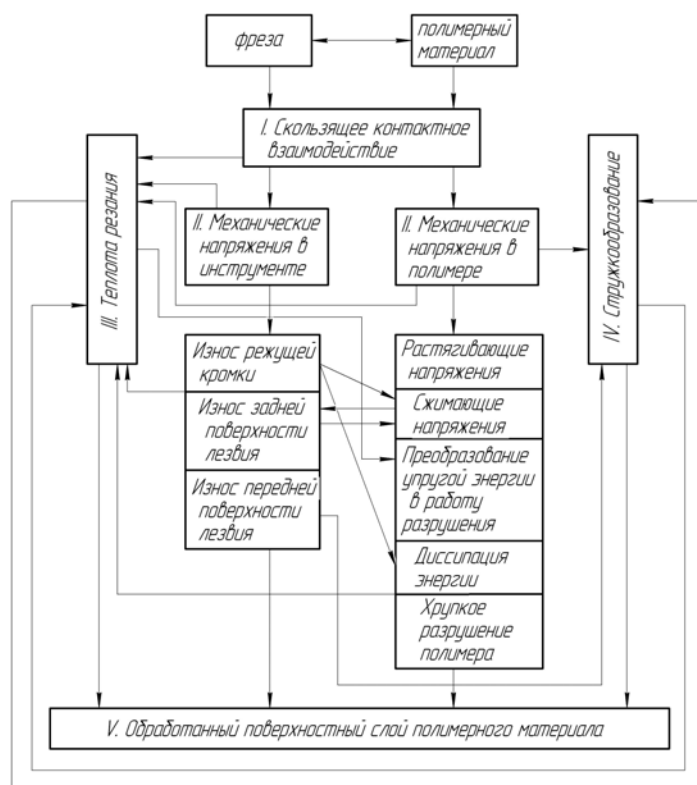 фреза
полимерный
материал
I. Скользящее контактное
взаимодействие
III. Теплота резания
II. Механические
напряжения в
инструменте
II. Механические
напряжения в
полимере
IV. Стружкообразование
Износ режущей
кромки
Износ задней
поверхности
лезвия
Износ передней
поверхности
лезвия
Растягивающие
напряжения
Сжимающие
напряжения
Преобразование
упругой энергии
в работу
разрушения
Диссипация
энергии
Хрупкое
разрушение
полимера
V. Обработанный поверхностный слой полимерного материала